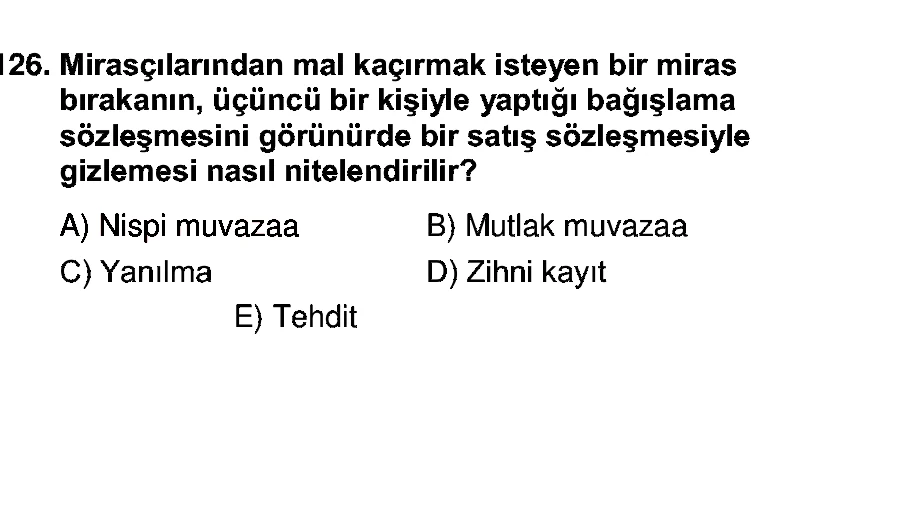 126. Mirasçılarından mal kaçırmak isteyen bir miras
bırakanın, üçüncü bir kişiyle yaptığı bağışlama
sözleşmesini görünürde bir satış sözleşmesiyle
gizlemesi nasıl nitelendirilir?
A) Nispi muvazaa B) Mutlak muvazaa
C) Yanılma D) Zihni kayıt
E) Tehdit